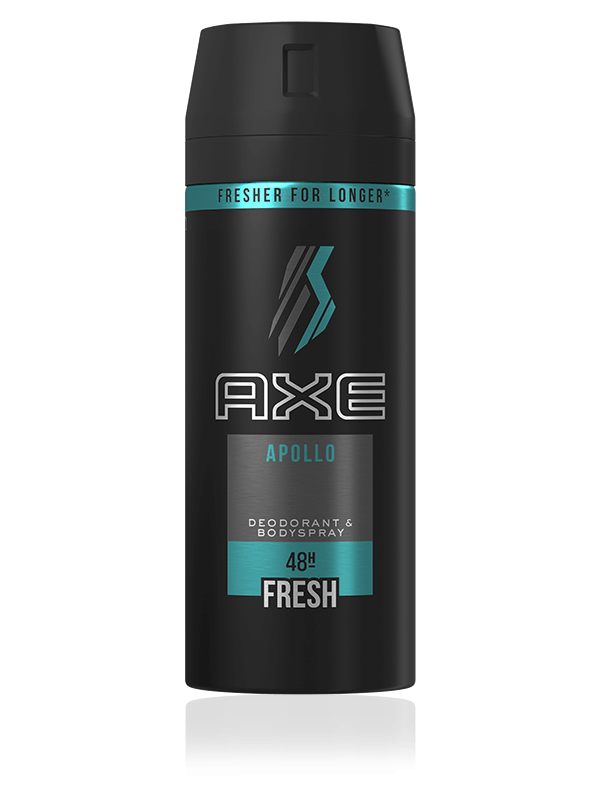 FRESHER FOR LONGER*
AXE
APOLLO
DEODORANT &
BODYSPRAY
48H
FRESH